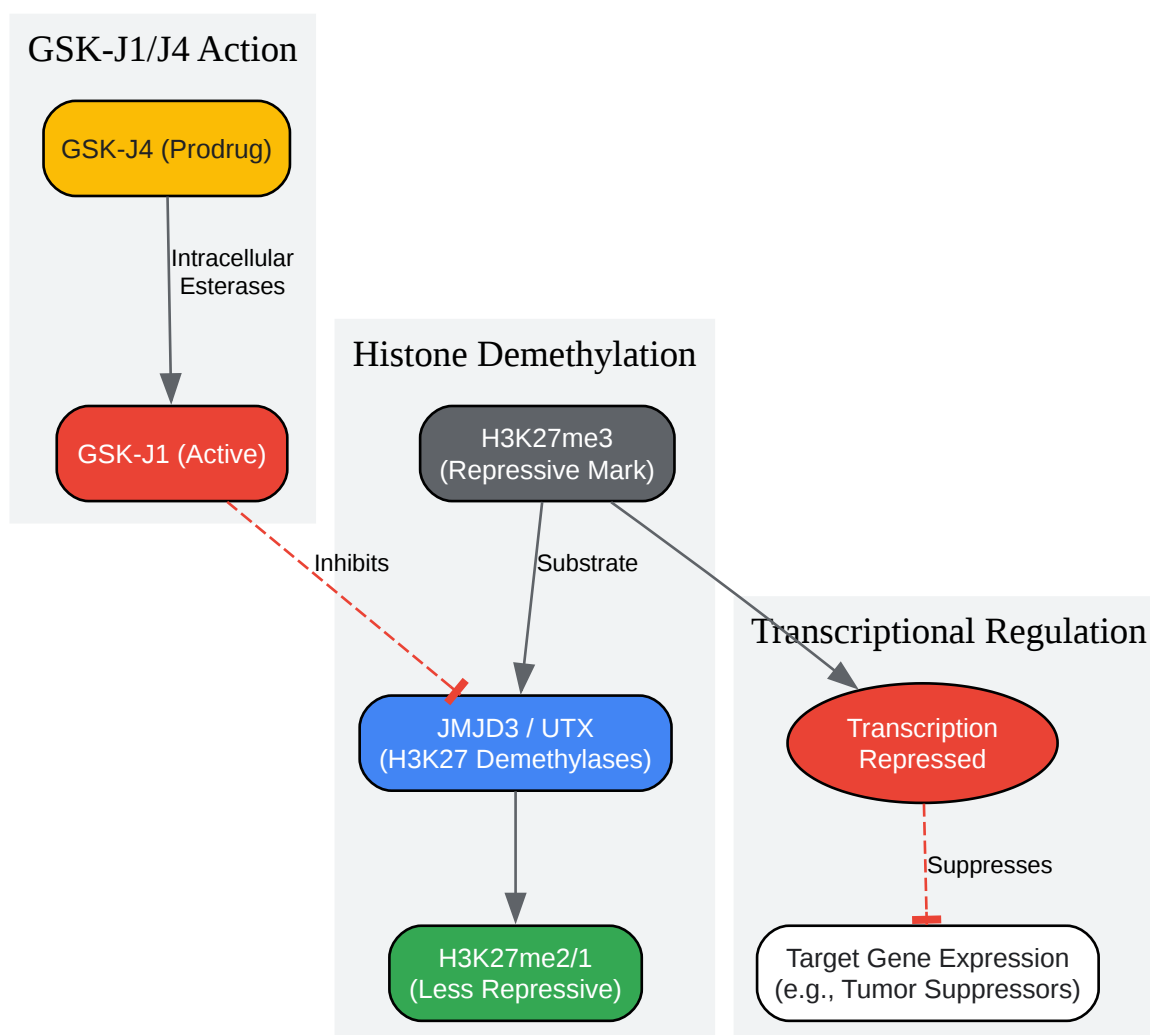 GSK-J1/J4 Action
GSK-J4 (Prodrug)
Intracellular
Esterases
GSK-J1 (Active)
Inhibits
Histone Demethylation
H3K27me3
(Repressive Mark)
Substrate
JMJD3 / UTX
(H3K27 Demethylases)
H3K27me2/1
(Less Repressive)
Transcriptional Regulation
Transcription
Repressed
Suppresses
Target Gene Expression
(e.g., Tumor Suppressors)